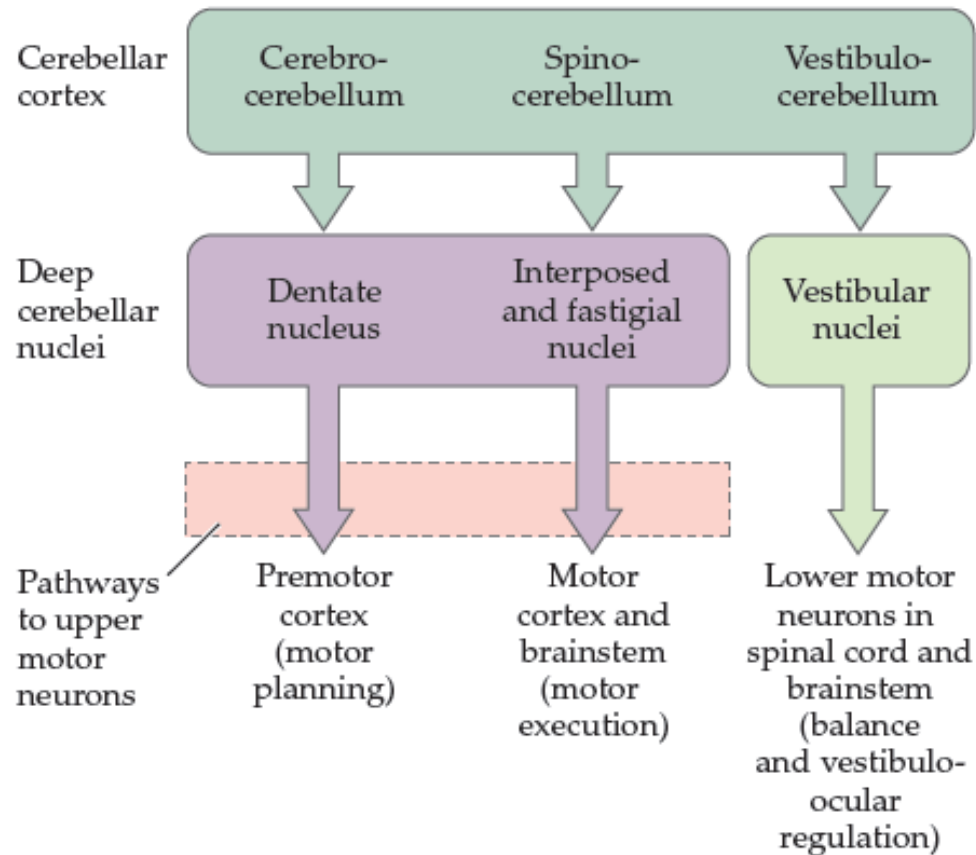 Cerebellar
cortex
Cerebro-
cerebellum
Spino-
cerebellum
Vestibulo-
cerebellum
Deep
cerebellar
nuclei
Dentate
nucleus
Interposed
and fastigial
nuclei
Vestibular
nuclei
Pathways
to upper
motor
neurons
Premotor
cortex
(motor
planning)
Motor
cortex and
brainstem
(motor
execution)
Lower motor
neurons in
spinal cord and
brainstem
(balance
and vestibulo-
ocular
regulation)